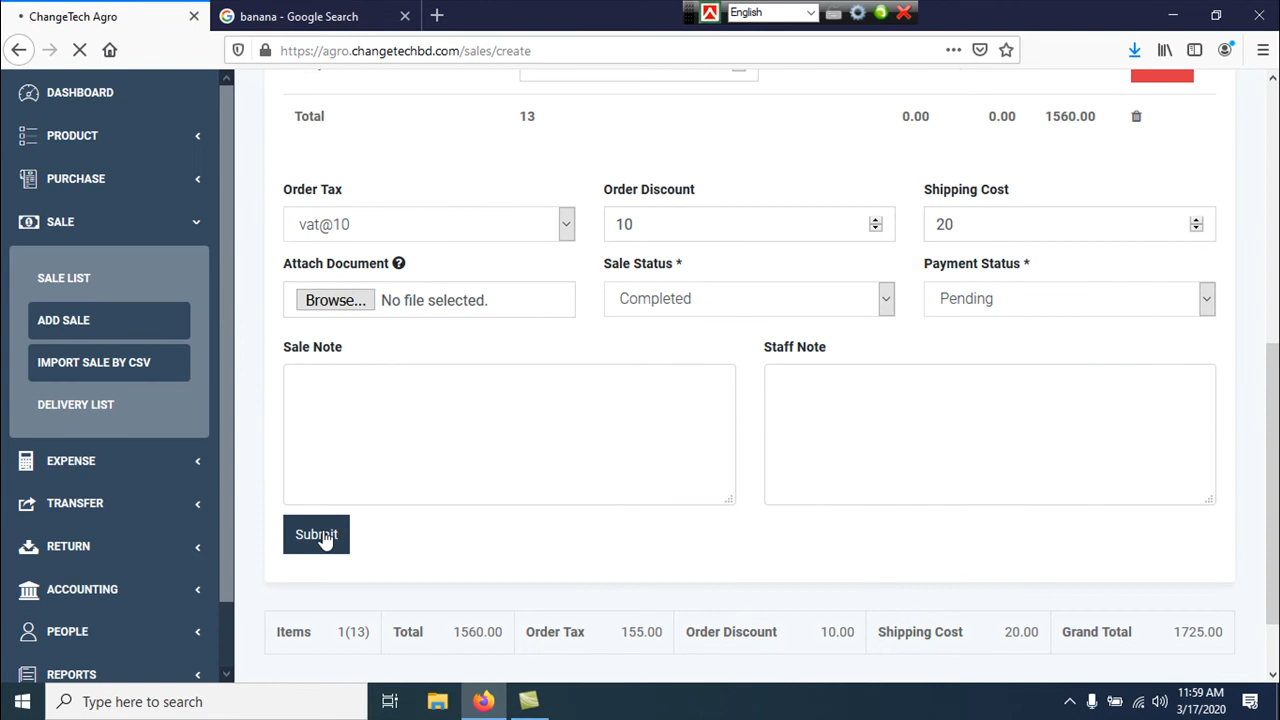 ChangeTech Agro
banana - Google Search
English
https://agro.changetechbd.com/sales/create
DASHBOARD
PRODUCT
PURCHASE
SALE
SALE LIST
ADD SALE
IMPORT SALE BY CSV
DELIVERY LIST
EXPENSE
TRANSFER
RETURN
ACCOUNTING
PEOPLE
REPORTS
Total 13 0.00 0.00 1560.00
Order Tax Order Discount Shipping Cost
vat@10 10 20
Attach Document Sale Status * Payment Status *
Browse... No file selected. Completed Pending
Sale Note Staff Note
Submit
Items 1(13) Total 1560.00 Order Tax 155.00 Order Discount 10.00 Shipping Cost 20.00 Grand Total 1725.00
Type here to search
11:59 AM
3/17/2020